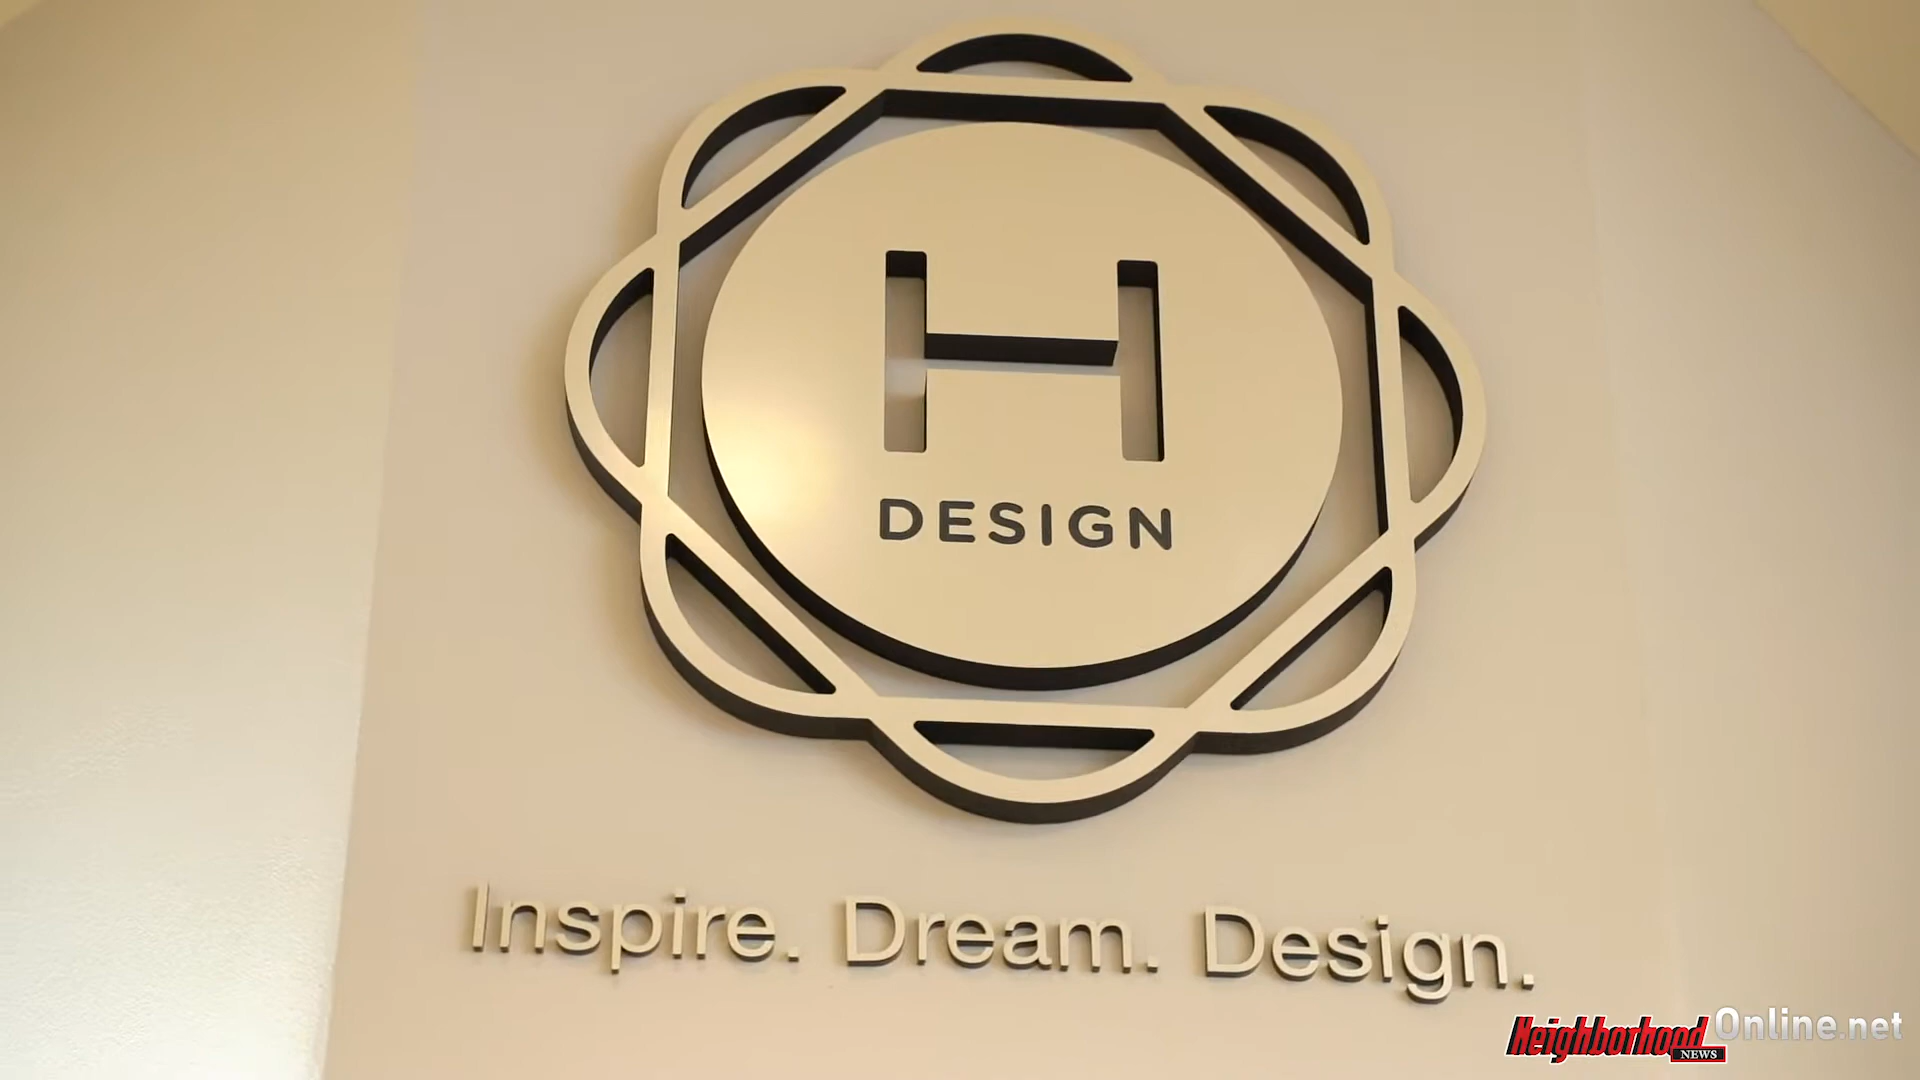 H
DESIGN
Inspire. Dream. Design.
Neighborhood Online.net
NEWS